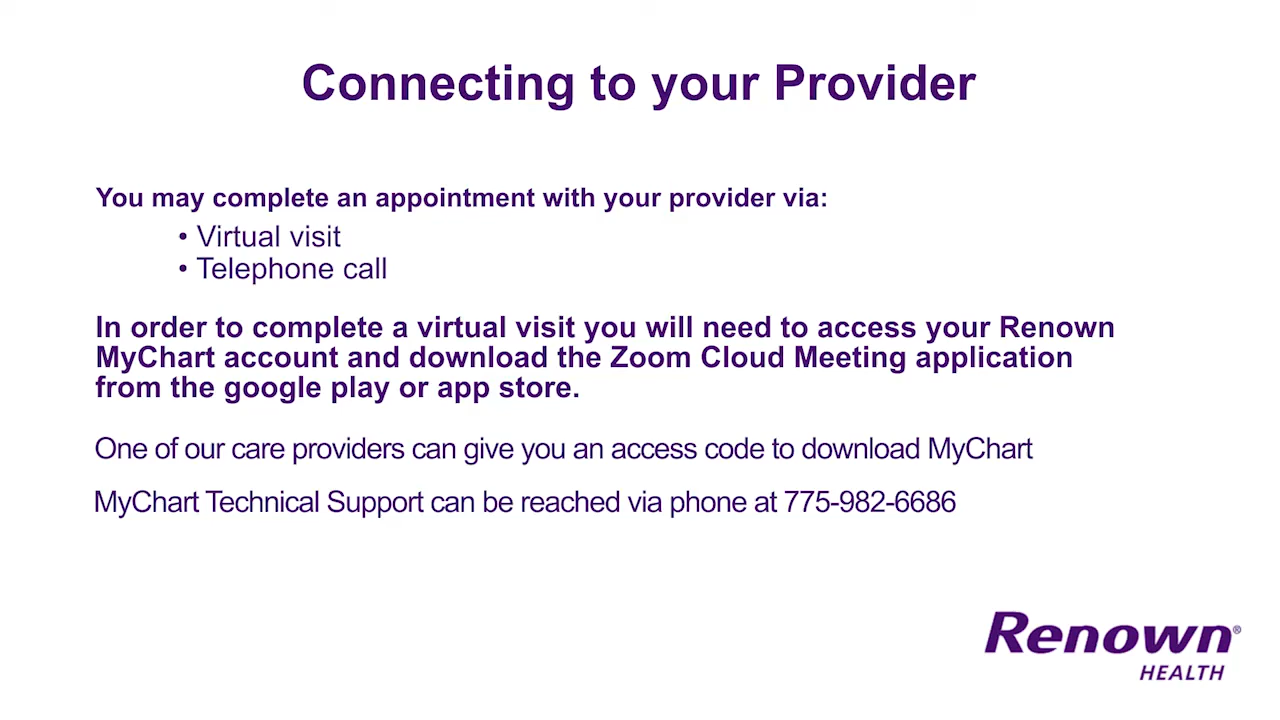 Connecting to your Provider
You may complete an appointment with your provider via:
• Virtual visit
• Telephone call
In order to complete a virtual visit you will need to access your Renown
MyChart account and download the Zoom Cloud Meeting application
from the google play or app store.
One of our care providers can give you an access code to download MyChart
MyChart Technical Support can be reached via phone at 775-982-6686
Renown®
HEALTH